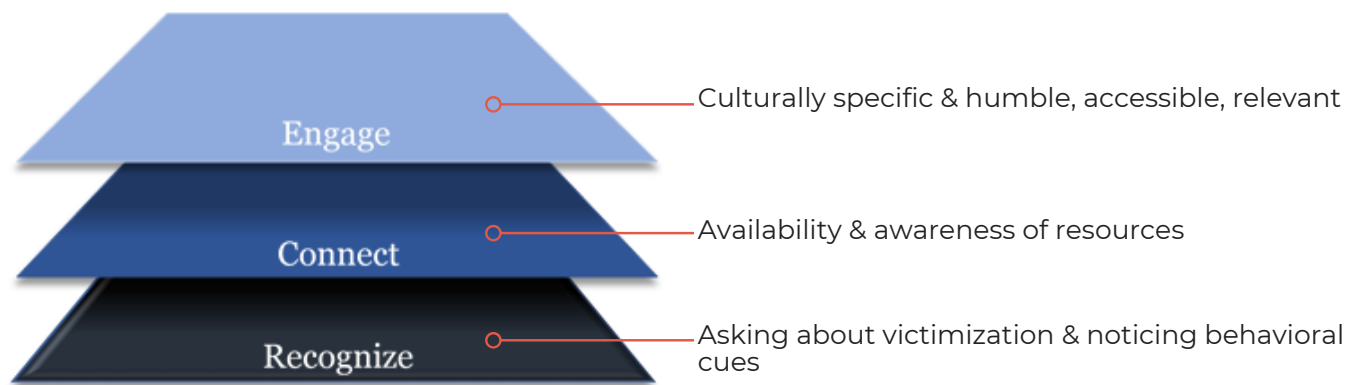 Engage
Culturally specific & humble, accessible, relevant
Connect
Availability & awareness of resources
Recognize
Asking about victimization & noticing behavioral
cues